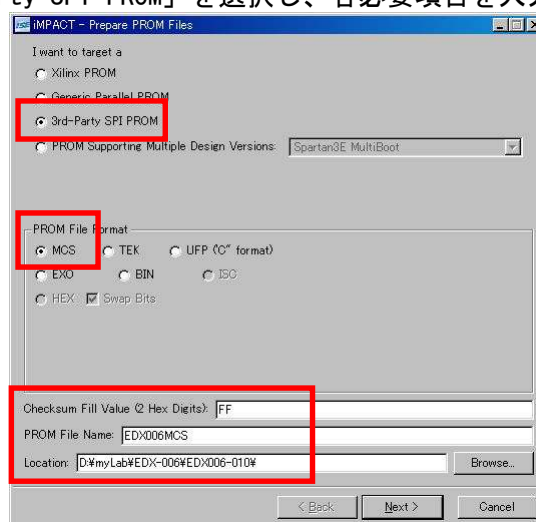 ty SPI PROM」を選択し、各必要項目を入
iMPACT - Prepare PROM Files
I want to target a
Xilinx PROM
Generic Parallel PROM
3rd-Party SPI PROM
PROM Supporting Multiple Design Versions: Spartan3E MultiBoot
PROM File Format
MCS TEK UFP ("C" format)
EXO BIN ISC
HEX Swap Bits
Checksum Fill Value (2 Hex Digits): FF
PROM File Name: EDX006MCS
Location: D:¥myLab¥EDX-006¥EDX006-010¥ Browse...
< Back Next > Cancel